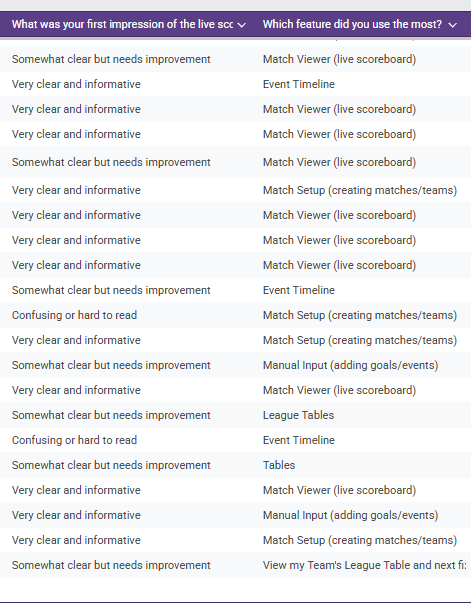 What was your first impression of the live sco Which feature did you use the most?
Somewhat clear but needs improvement Match Viewer (live scoreboard)
Very clear and informative Event Timeline
Very clear and informative Match Viewer (live scoreboard)
Very clear and informative Match Viewer (live scoreboard)
Somewhat clear but needs improvement Match Viewer (live scoreboard)
Very clear and informative Match Setup (creating matches/teams)
Very clear and informative Match Viewer (live scoreboard)
Very clear and informative Match Viewer (live scoreboard)
Very clear and informative Match Viewer (live scoreboard)
Somewhat clear but needs improvement Event Timeline
Confusing or hard to read Match Setup (creating matches/teams)
Very clear and informative Match Setup (creating matches/teams)
Somewhat clear but needs improvement Manual Input (adding goals/events)
Very clear and informative Match Viewer (live scoreboard)
Somewhat clear but needs improvement League Tables
Confusing or hard to read Event Timeline
Somewhat clear but needs improvement Tables
Very clear and informative Match Viewer (live scoreboard)
Very clear and informative Manual Input (adding goals/events)
Very clear and informative Match Setup (creating matches/teams)
Somewhat clear but needs improvement View my Team's League Table and next fi